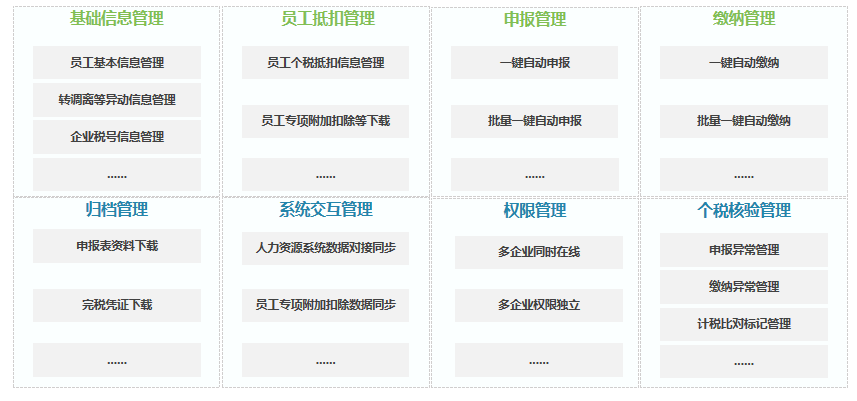 基础信息管理
员工基本信息管理
转调离等异动信息管理
企业税号信息管理
......
员工抵扣管理
员工个税抵扣信息管理
员工专项附加扣除等下载
......
申报管理
一键自动申报
批量一键自动申报
......
缴纳管理
一键自动缴纳
批量一键自动缴纳
......
归档管理
申报表资料下载
完税凭证下载
......
系统交互管理
人力资源系统数据对接同步
员工专项附加扣除数据同步
......
权限管理
多企业同时在线
多企业权限独立
......
个税核验管理
申报异常管理
缴纳异常管理
计税比对标记管理
......